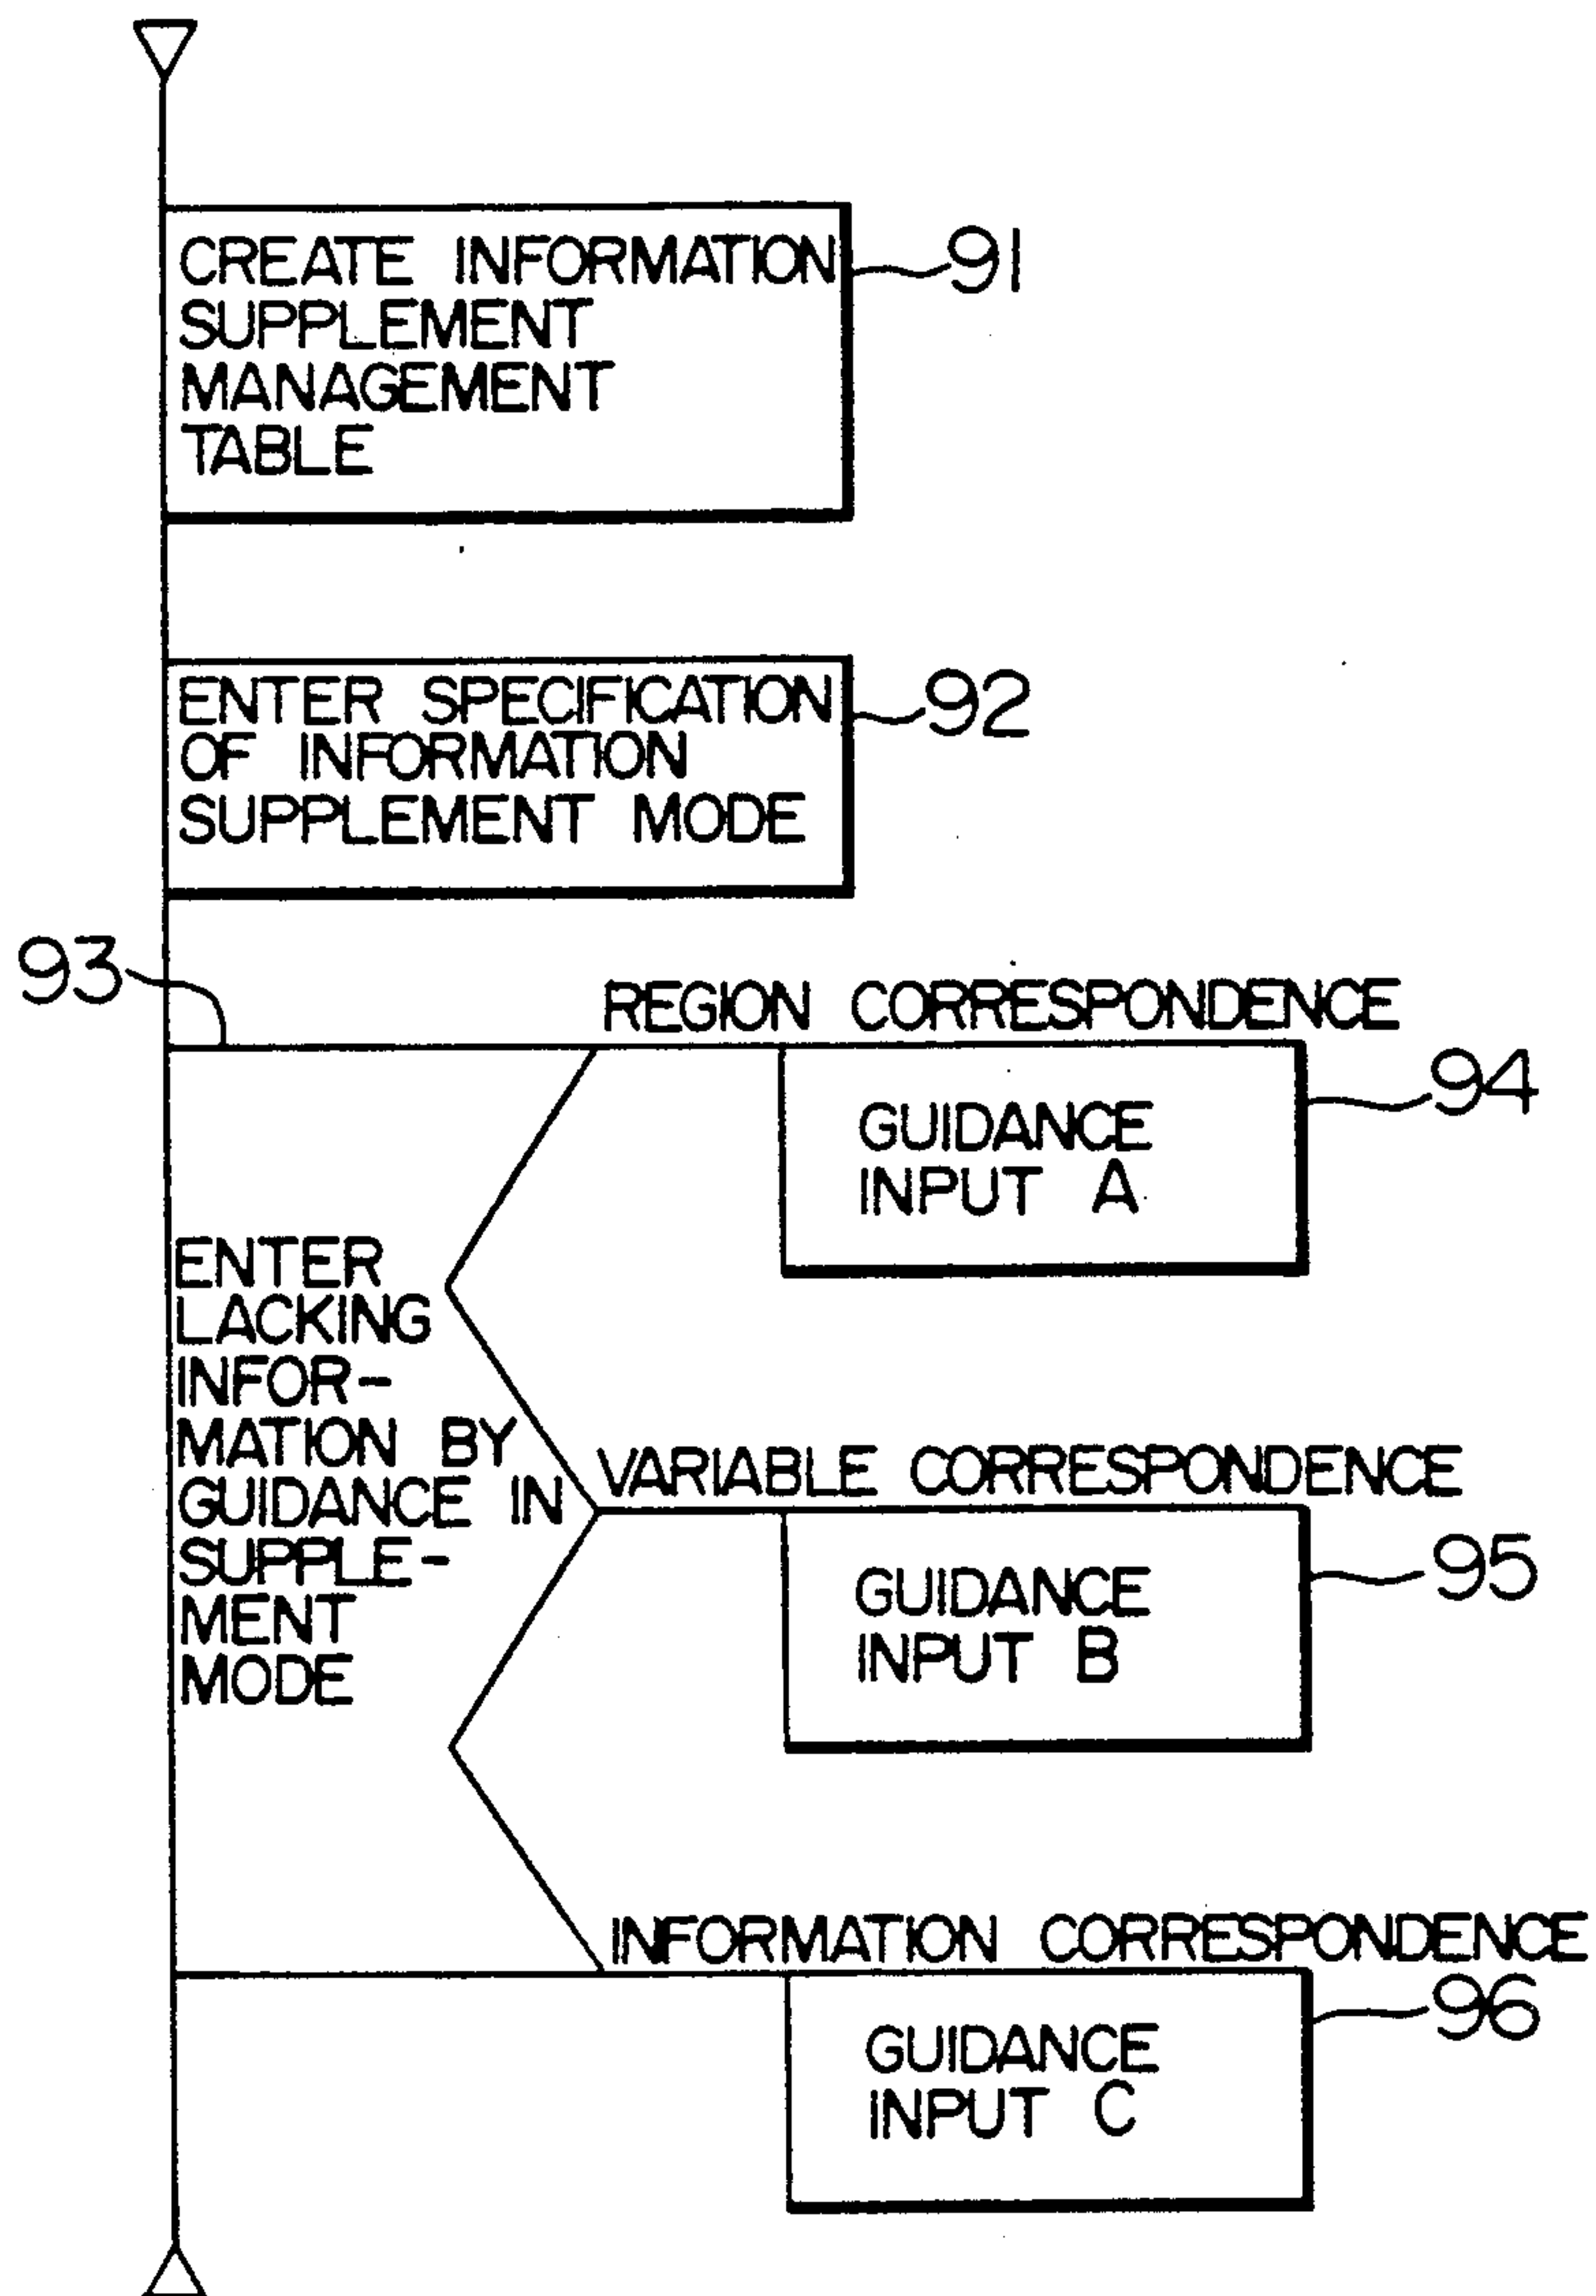 CREATE INFORMATION
SUPPLEMENT
MANAGEMENT
TABLE
91
ENTER SPECIFICATION
OF INFORMATION
SUPPLEMENT MODE
92
93
REGION CORRESPONDENCE
GUIDANCE
INPUT A
94
ENTER
LACKING
INFOR-
MATION BY
GUIDANCE IN
SUPPLE-
MENT
MODE
VARIABLE CORRESPONDENCE
GUIDANCE
INPUT B
95
INFORMATION CORRESPONDENCE
GUIDANCE
INPUT C
96